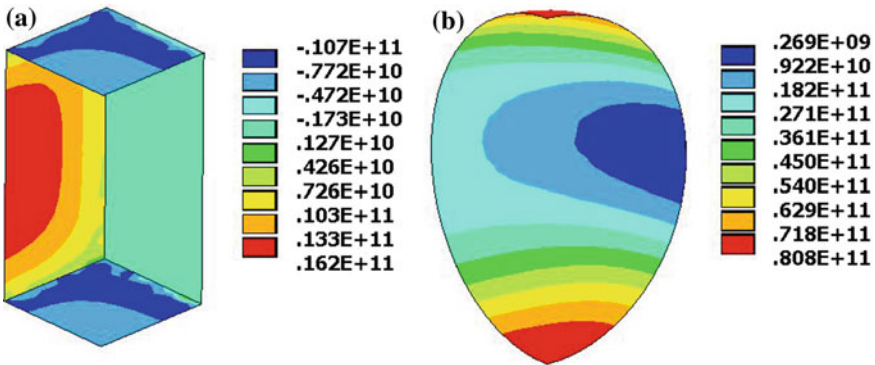 (a)
-.107E+11
-.772E+10
-.472E+10
-.173E+10
.127E+10
.426E+10
.726E+10
.103E+11
.133E+11
.162E+11
(b)
.269E+09
.922E+10
.182E+11
.271E+11
.361E+11
.450E+11
.540E+11
.629E+11
.718E+11
.808E+11